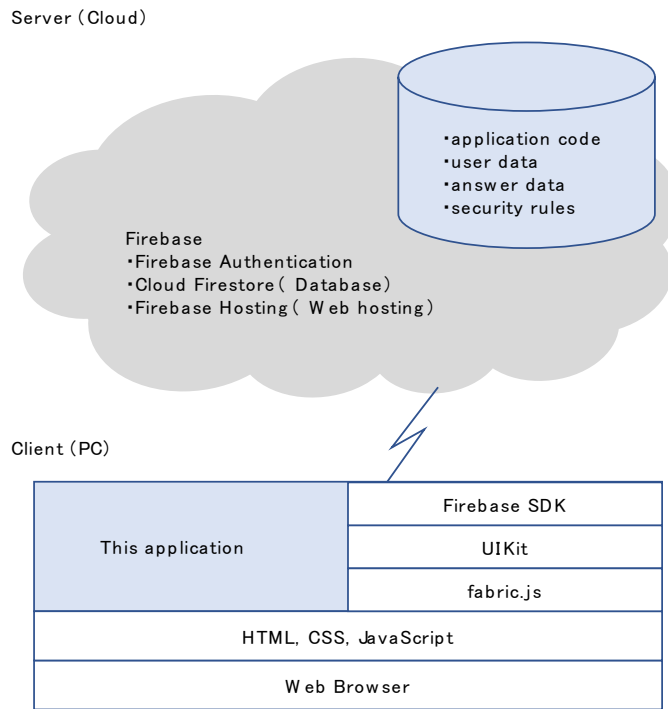 Server (Cloud)
・application code
・user data
・answer data
・security rules
Firebase
・Firebase Authentication
・Cloud Firestore( Database)
・Firebase Hosting( Web hosting)
Client (PC)
This application
Firebase SDK
UIKit
fabric.js
HTML, CSS, JavaScript
Web Browser